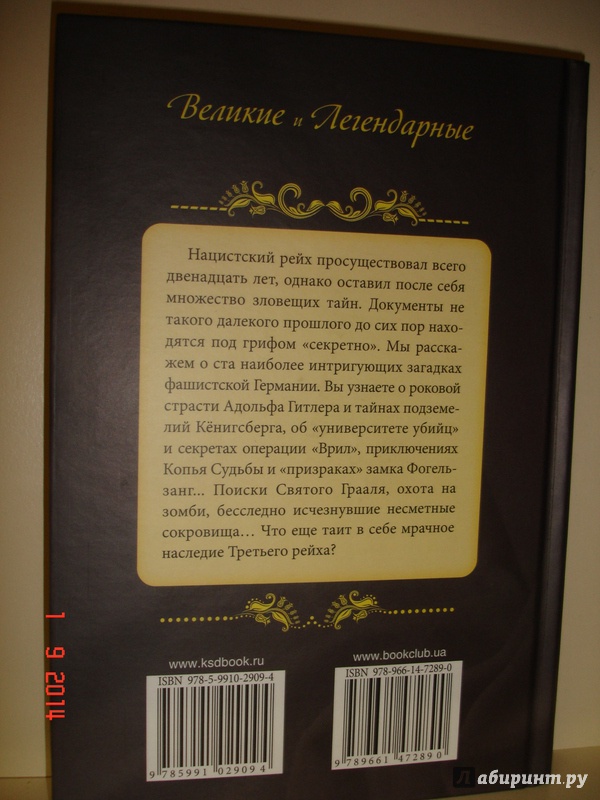 Великие и Легендарные
Нацистский рейх просуществовал всего
двенадцать лет, однако оставил после себя
множество зловещих тайн. Документы не
такого далекого прошлого до сих пор нахо-
дятся под грифом «секретно». Мы расска-
жем о ста наиболее интригующих загадках
фашистской Германии. Вы узнаете о роковой
страсти Адольфа Гитлера и тайнах подземе-
лий Кёнигсберга, об «университете убийц»
и секретах операции «Врил», приключениях
Копья Судьбы и «призраках» замка Фогель-
занг... Поиски Святого Грааля, охота на
зомби, бесследно исчезнувшие несметные
сокровища... Что еще таит в себе мрачное
наследие Третьего рейха?
www.ksdbook.ru
ISBN 978-5-9910-2909-4
9 785991 029094
www.bookclub.ua
ISBN 978-966-14-7289-0
9 789661 472890
1 9 2014
Лабиринт.ру